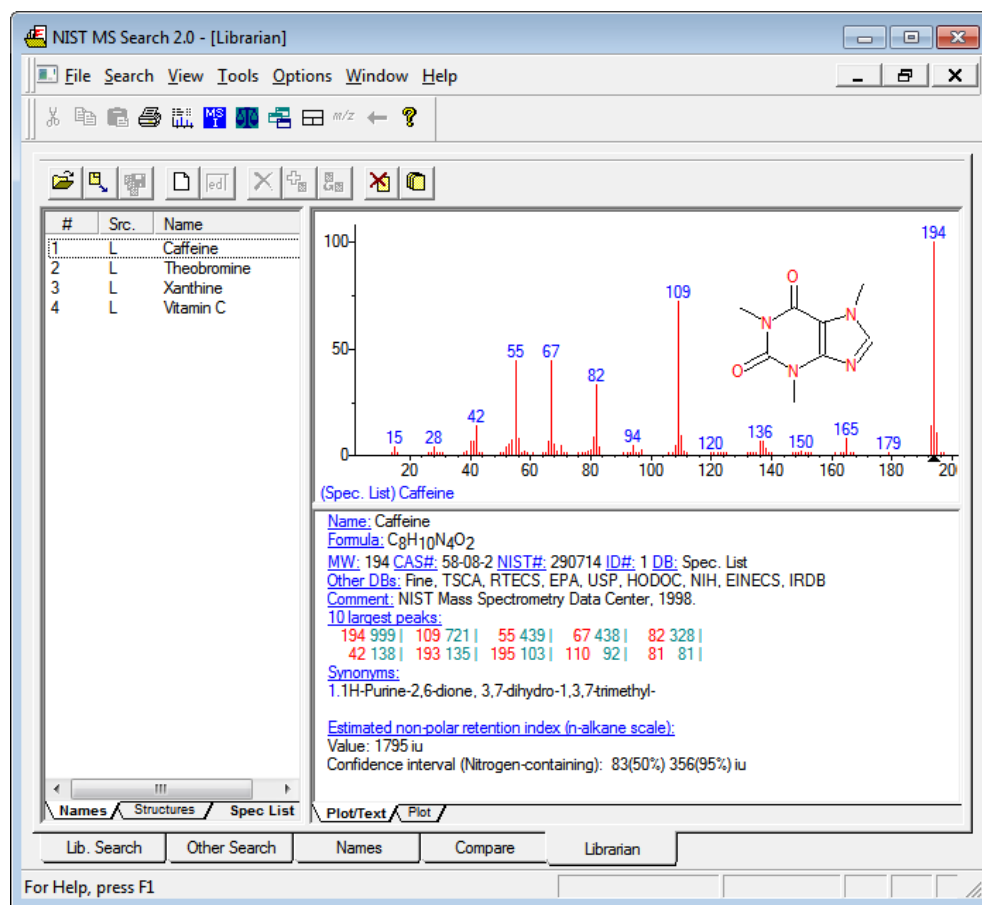 NIST MS Search 2.0 - [Librarian]
File Search View Tools Options Window Help
MS I m/z ?
edT
# Src. Name
1 L Caffeine
2 L Theobromine
3 L Xanthine
4 L Vitamin C
Names Structures Spec List
100
50
0
15 28 42 55 67 82 94 109 120 136 150 165 179 194
20 40 60 80 100 120 140 160 180 20
O N N O N N
(Spec. List) Caffeine
Name: Caffeine
Formula: C8H10N4O2
MW: 194 CAS#: 58-08-2 NIST#: 290714 ID#: 1 DB: Spec. List
Other DBs: Fine, TSCA, RTECS, EPA, USP, HODOC, NIH, EINECS, IRDB
Comment: NIST Mass Spectrometry Data Center, 1998.
10 largest peaks:
194 999 | 109 721 | 55 439 | 67 438 | 82 328 |
42 138 | 193 135 | 195 103 | 110 92 | 81 81 |
Synonyms:
1.1H-Purine-2,6-dione, 3,7-dihydro-1,3,7-trimethyl-
Estimated non-polar retention index (n-alkane scale):
Value: 1795 iu
Confidence interval (Nitrogen-containing): 83(50%) 356(95%) iu
Plot/Text Plot
Lib. Search Other Search Names Compare Librarian
For Help, press F1